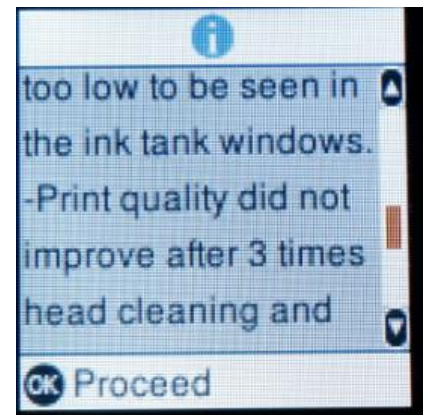 too low to be seen in
the ink tank windows.
-Print quality did not
improve after 3 times
head cleaning and
OK Proceed